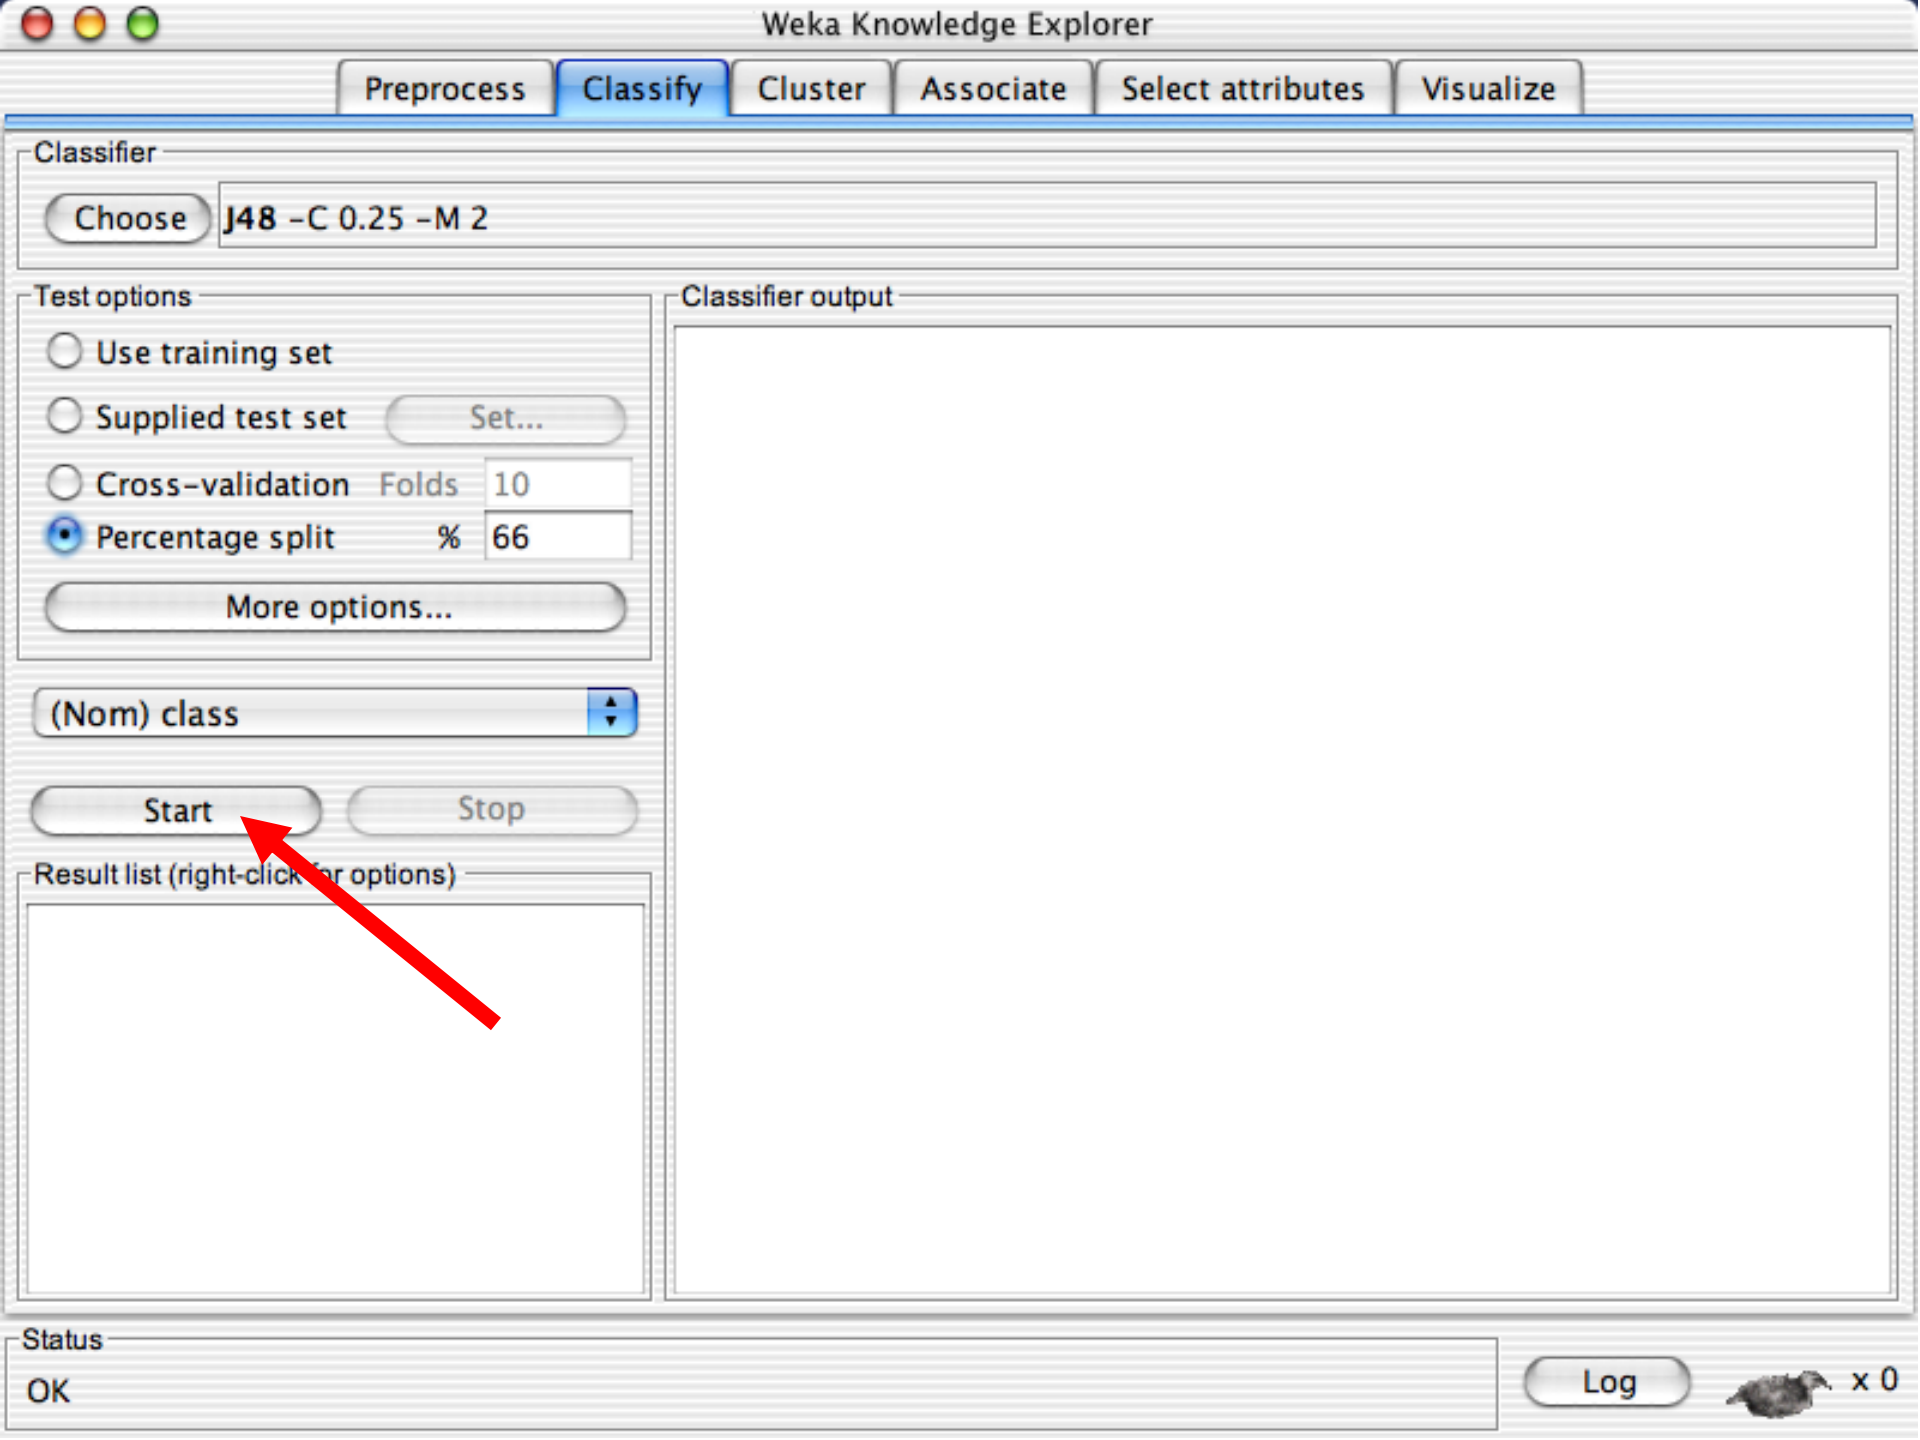 Weka Knowledge Explorer
Preprocess Classify Cluster Associate Select attributes Visualize
Classifier
Choose J48 -C 0.25 -M 2
Test options
Use training set
Supplied test set Set...
Cross-validation Folds 10
Percentage split % 66
More options...
(Nom) class
Start Stop
Result list (right-click for options)
Classifier output
Status
OK
Log x 0